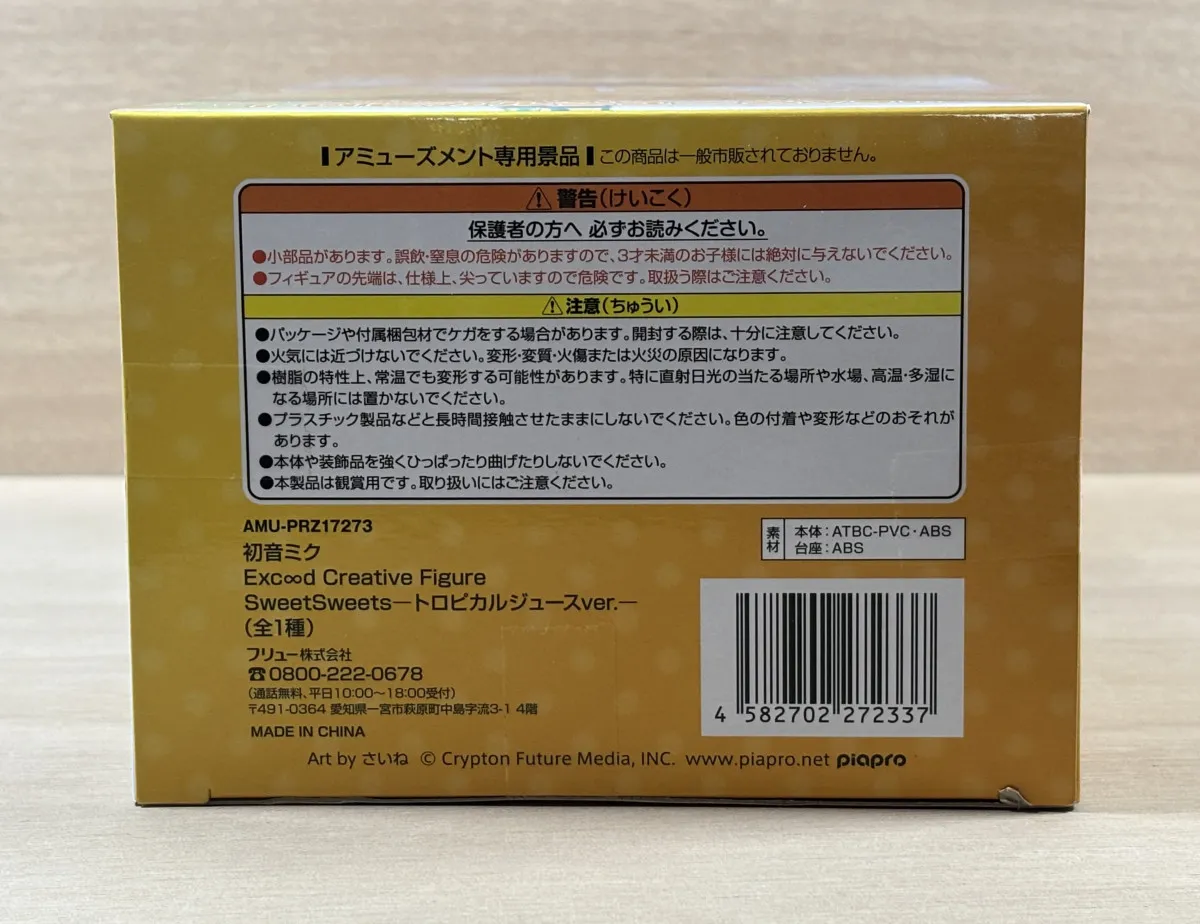 ▌アミューズメント専用景品▐ この商品は一般市販されておりません。
⚠警告(けいこく)
保護者の方へ 必ずお読みください。
●小部品があります。誤飲・窒息の危険がありますので、3才未満のお子様には絶対に与えないでください。
●フィギュアの先端は、仕様上、尖っていますので危険です。取扱う際はご注意ください。
⚠注意(ちゅうい)
●パッケージや付属梱包材でケガをする場合があります。開封する際は、十分に注意してください。
●火気には近づけないでください。変形・変質・火傷または火災の原因になります。
●樹脂の特性上、常温でも変形する可能性があります。特に直射日光の当たる場所や水場、高温・多湿に
なる場所には置かないでください。
●プラスチック製品などと長時間接触させたままにしないでください。色の付着や変形などのおそれが
あります。
●本体や装飾品を強くひっぱったり曲げたりしないでください。
●本製品は観賞用です。取り扱いにはご注意ください。
AMU-PRZ17273
初音ミク
Exc∞d Creative Figure
SweetSweets―トロピカルジュースver.―
(全1種)
フリュー株式会社
☎0800-222-0678
(通話無料、平日10:00～18:00受付)
〒491-0364 愛知県一宮市萩原町中島字流3-1 4階
MADE IN CHINA
素材
本体:ATBC-PVC・ABS
台座:ABS
4 582702 272337
Art by さいね © Crypton Future Media, INC. www.piapro.net piapro